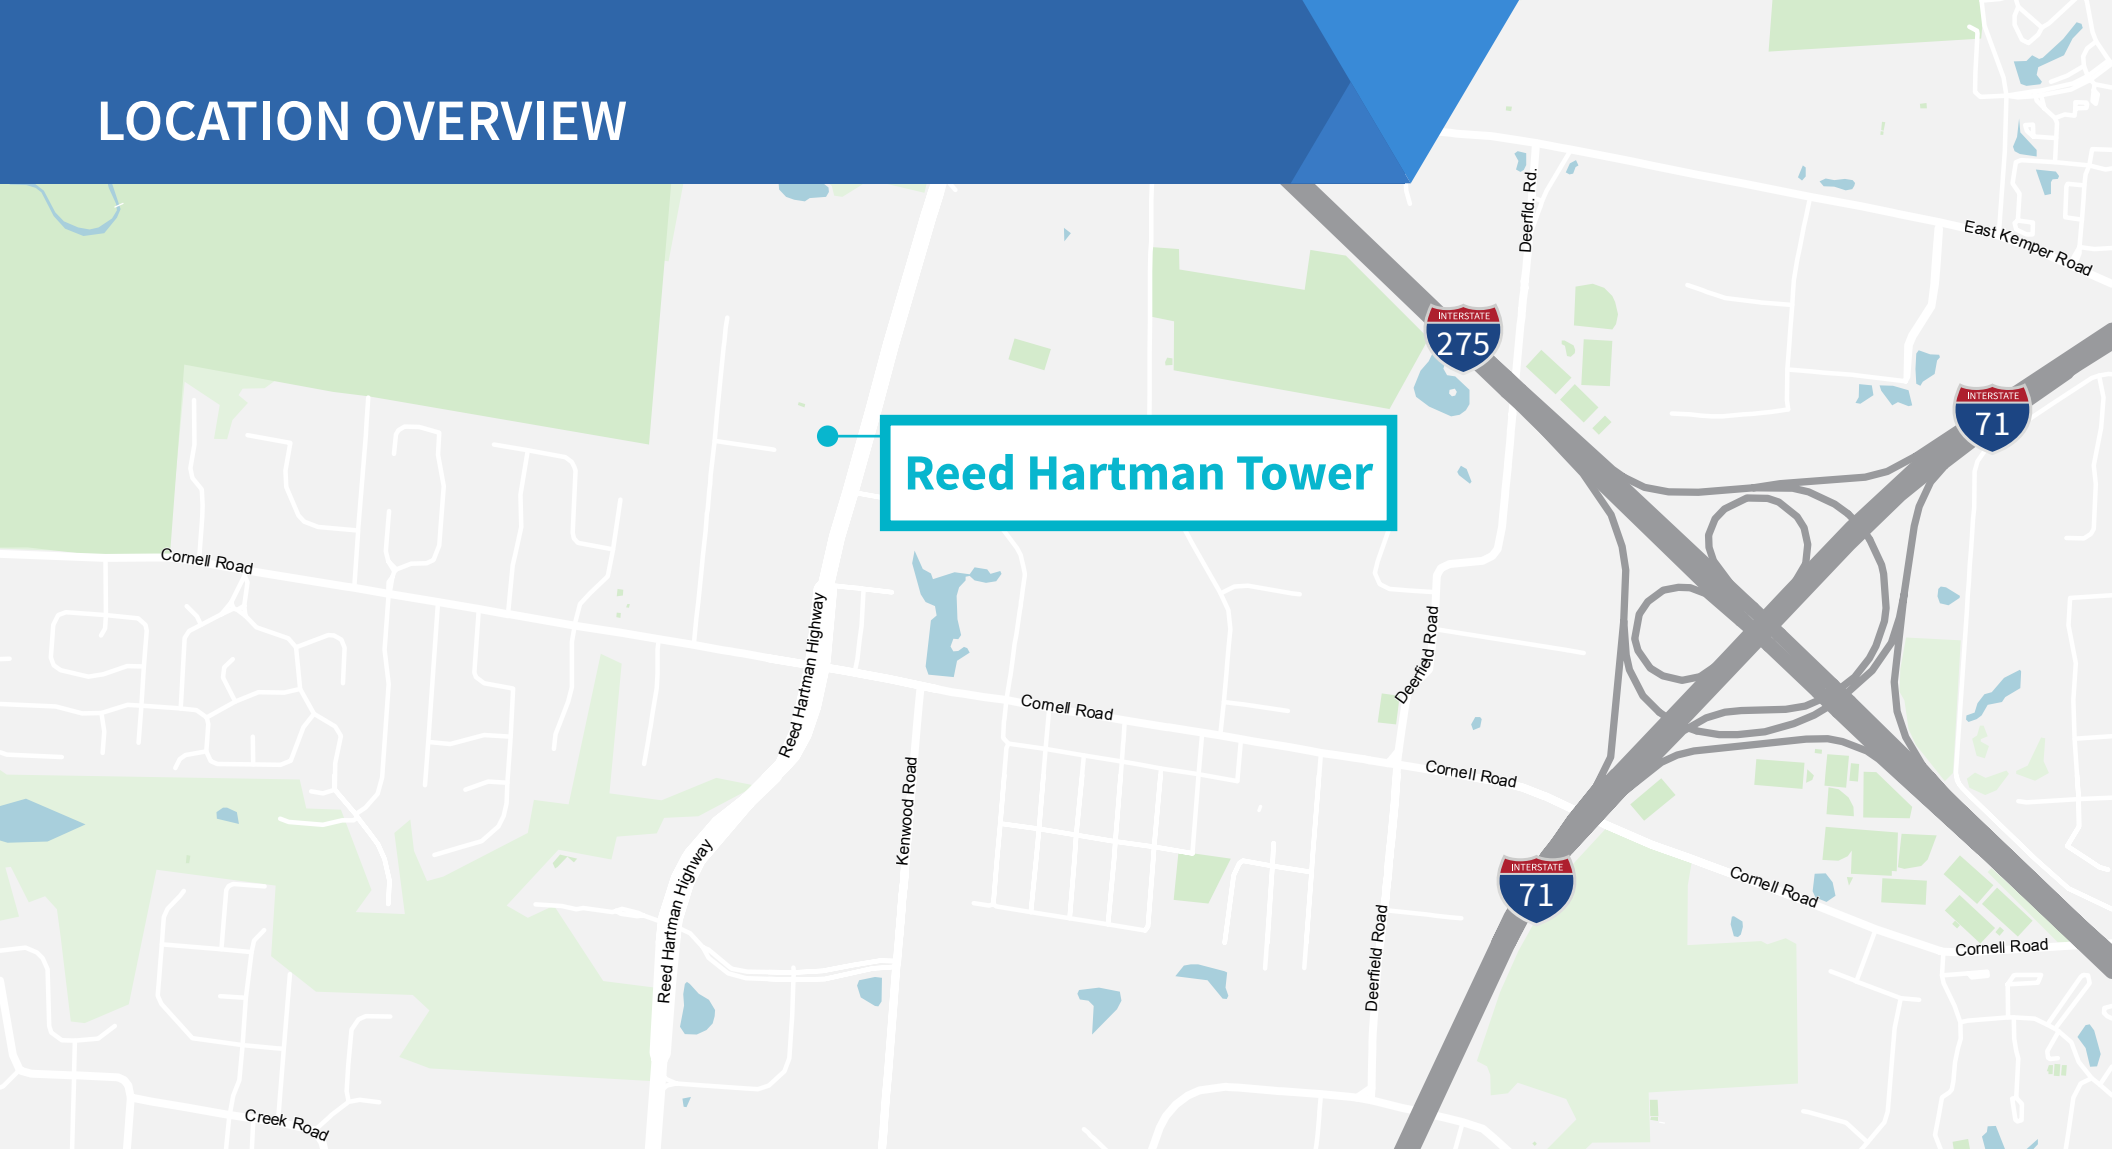 LOCATION OVERVIEW
Deerfld. Rd.
East Kemper Road
INTERSTATE
275
INTERSTATE
71
Reed Hartman Tower
Cornell Road
Reed Hartman Highway
Deerfield Road
Cornell Road
Cornell Road
Kenwood Road
Reed Hartman Highway
INTERSTATE
71
Cornell Road
Deerfield Road
Cornell Road
Creek Road